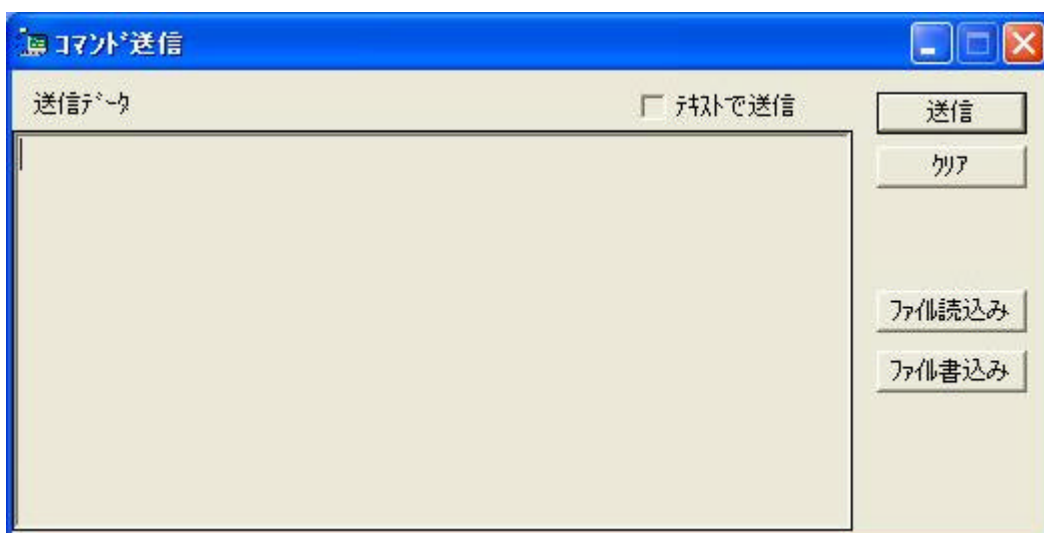 ｺﾏﾝﾄﾞ送信
送信ﾃﾞｰﾀ
ﾃｷｽﾄで送信
送信
ｸﾘｱ
ﾌｧｲﾙ読込み
ﾌｧｲﾙ書込み